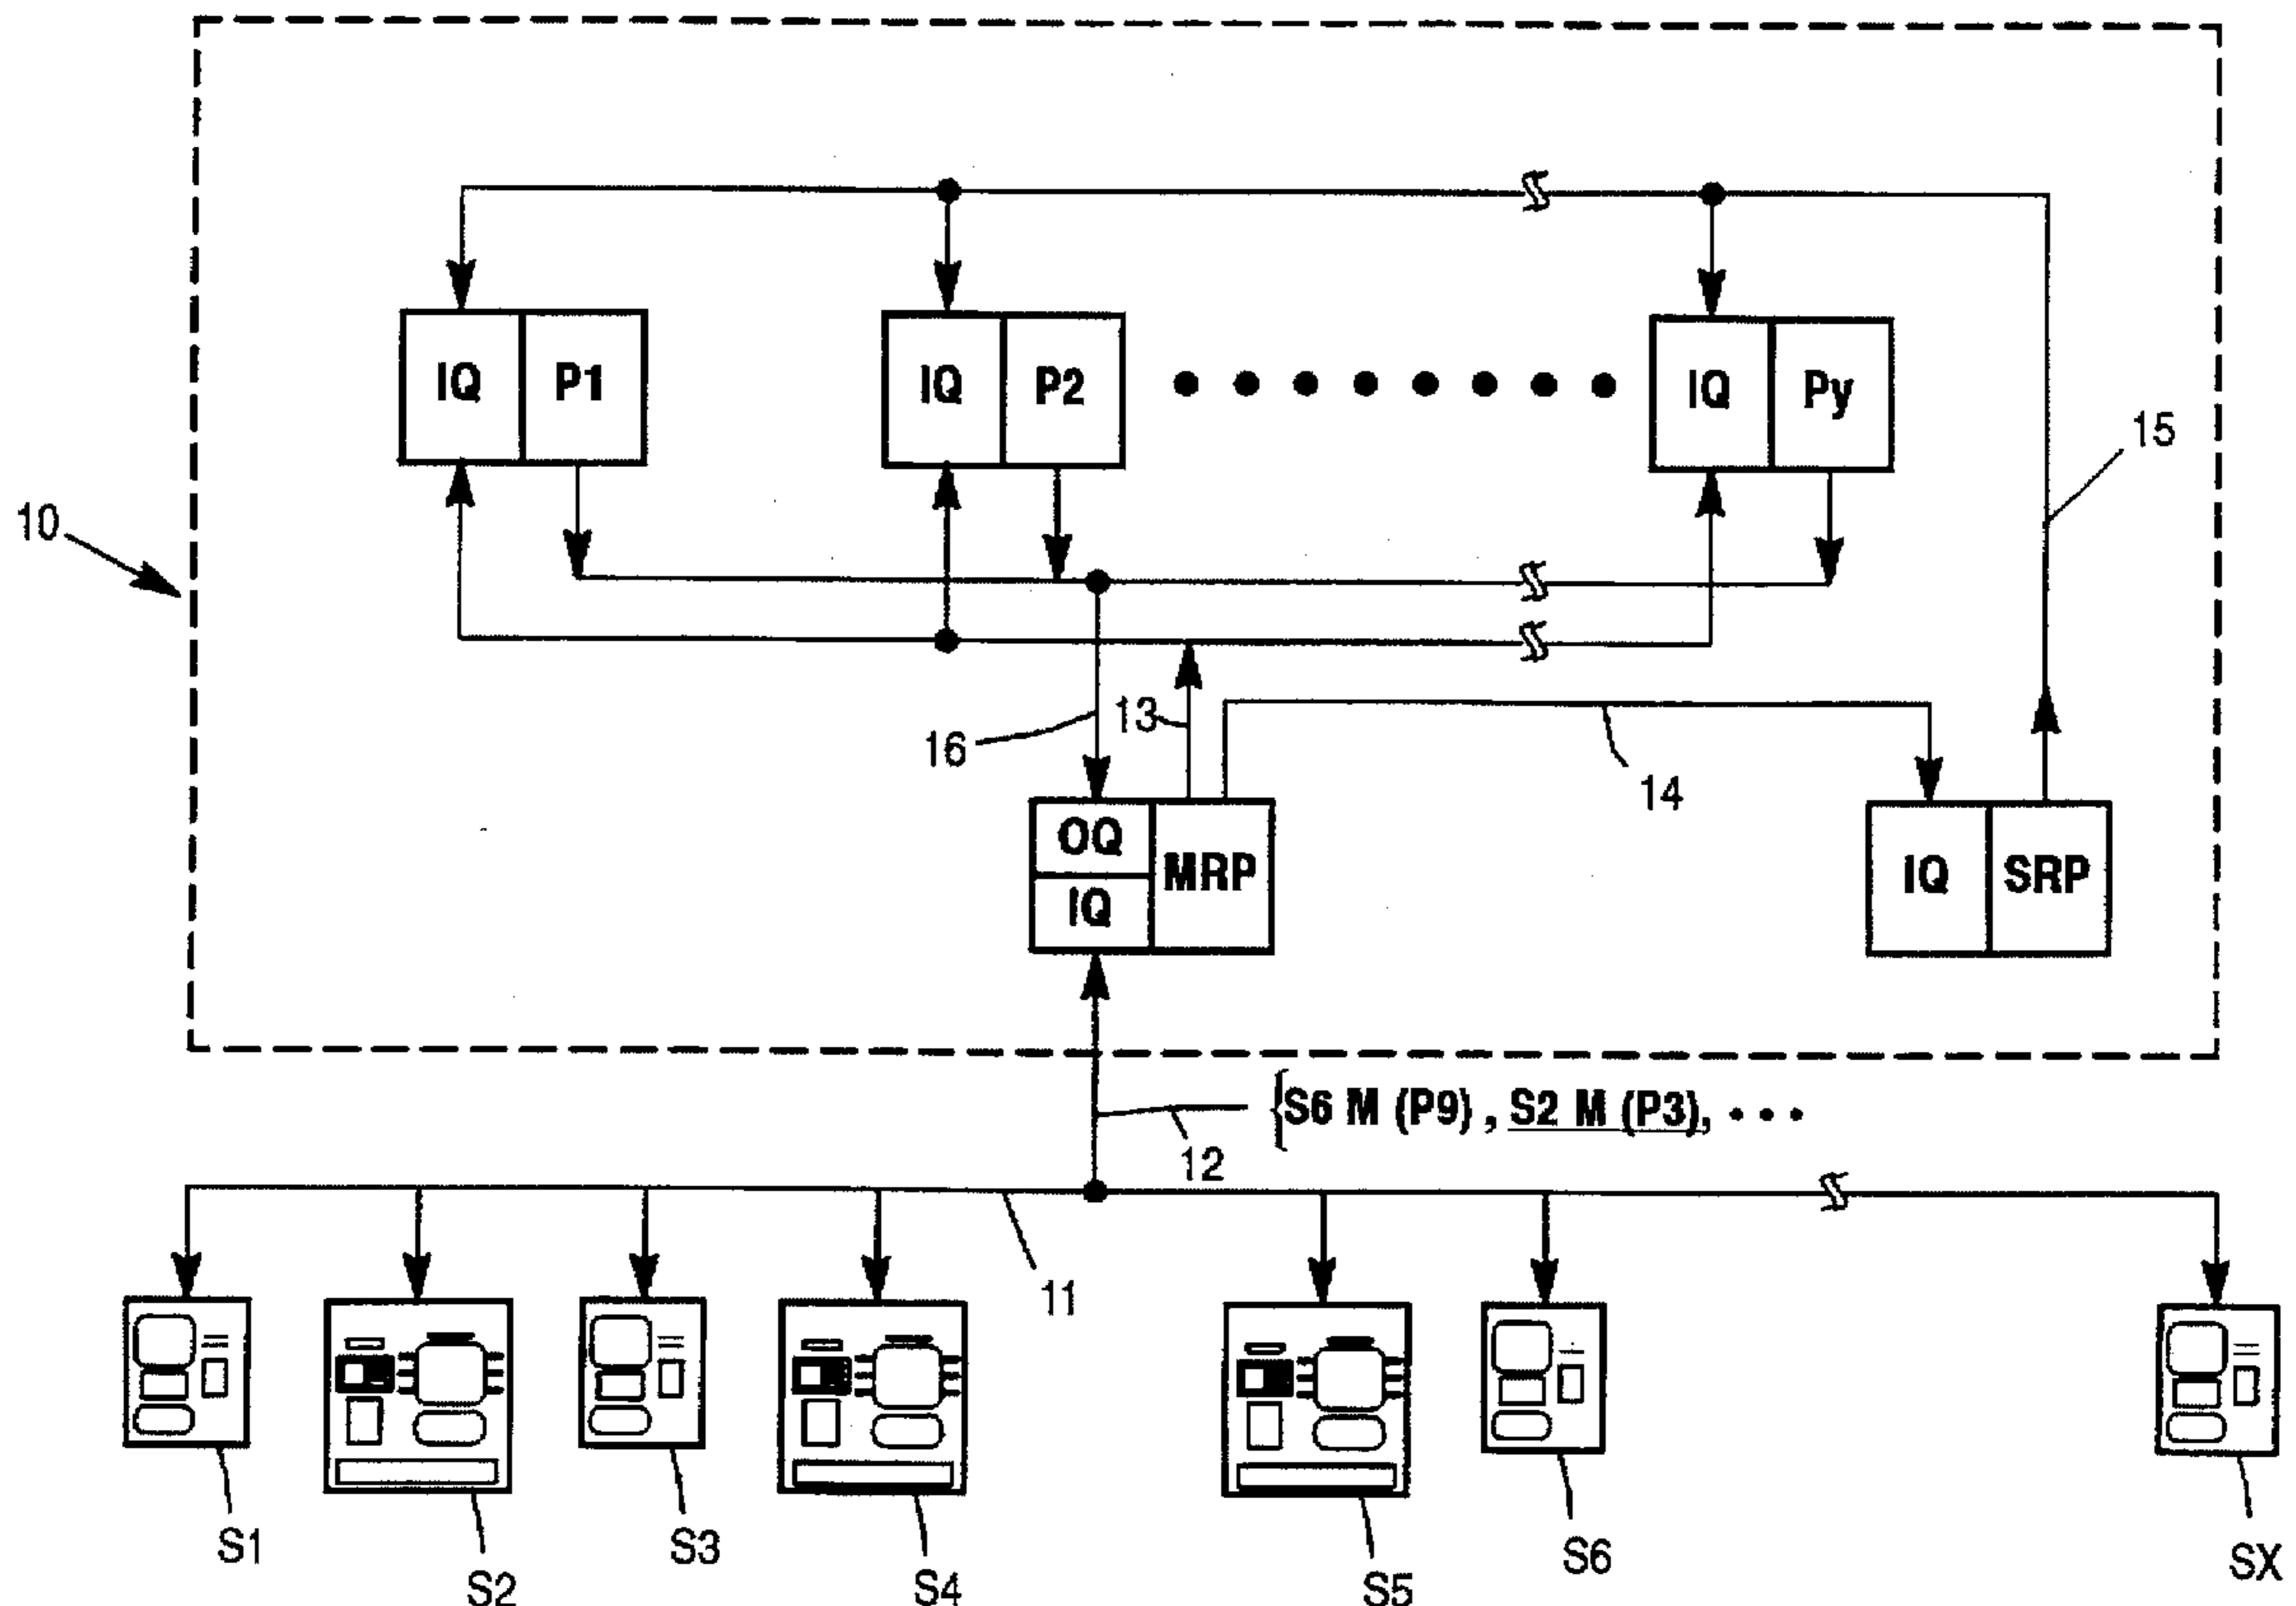 IQ P1 IQ P2 IQ Py
15
10
16 13
14
OQ IQ MRP
IQ SRP
{S6 M (P9), S2 M (P3), • • •
12
11
S1 S2 S3 S4 S5 S6 SX